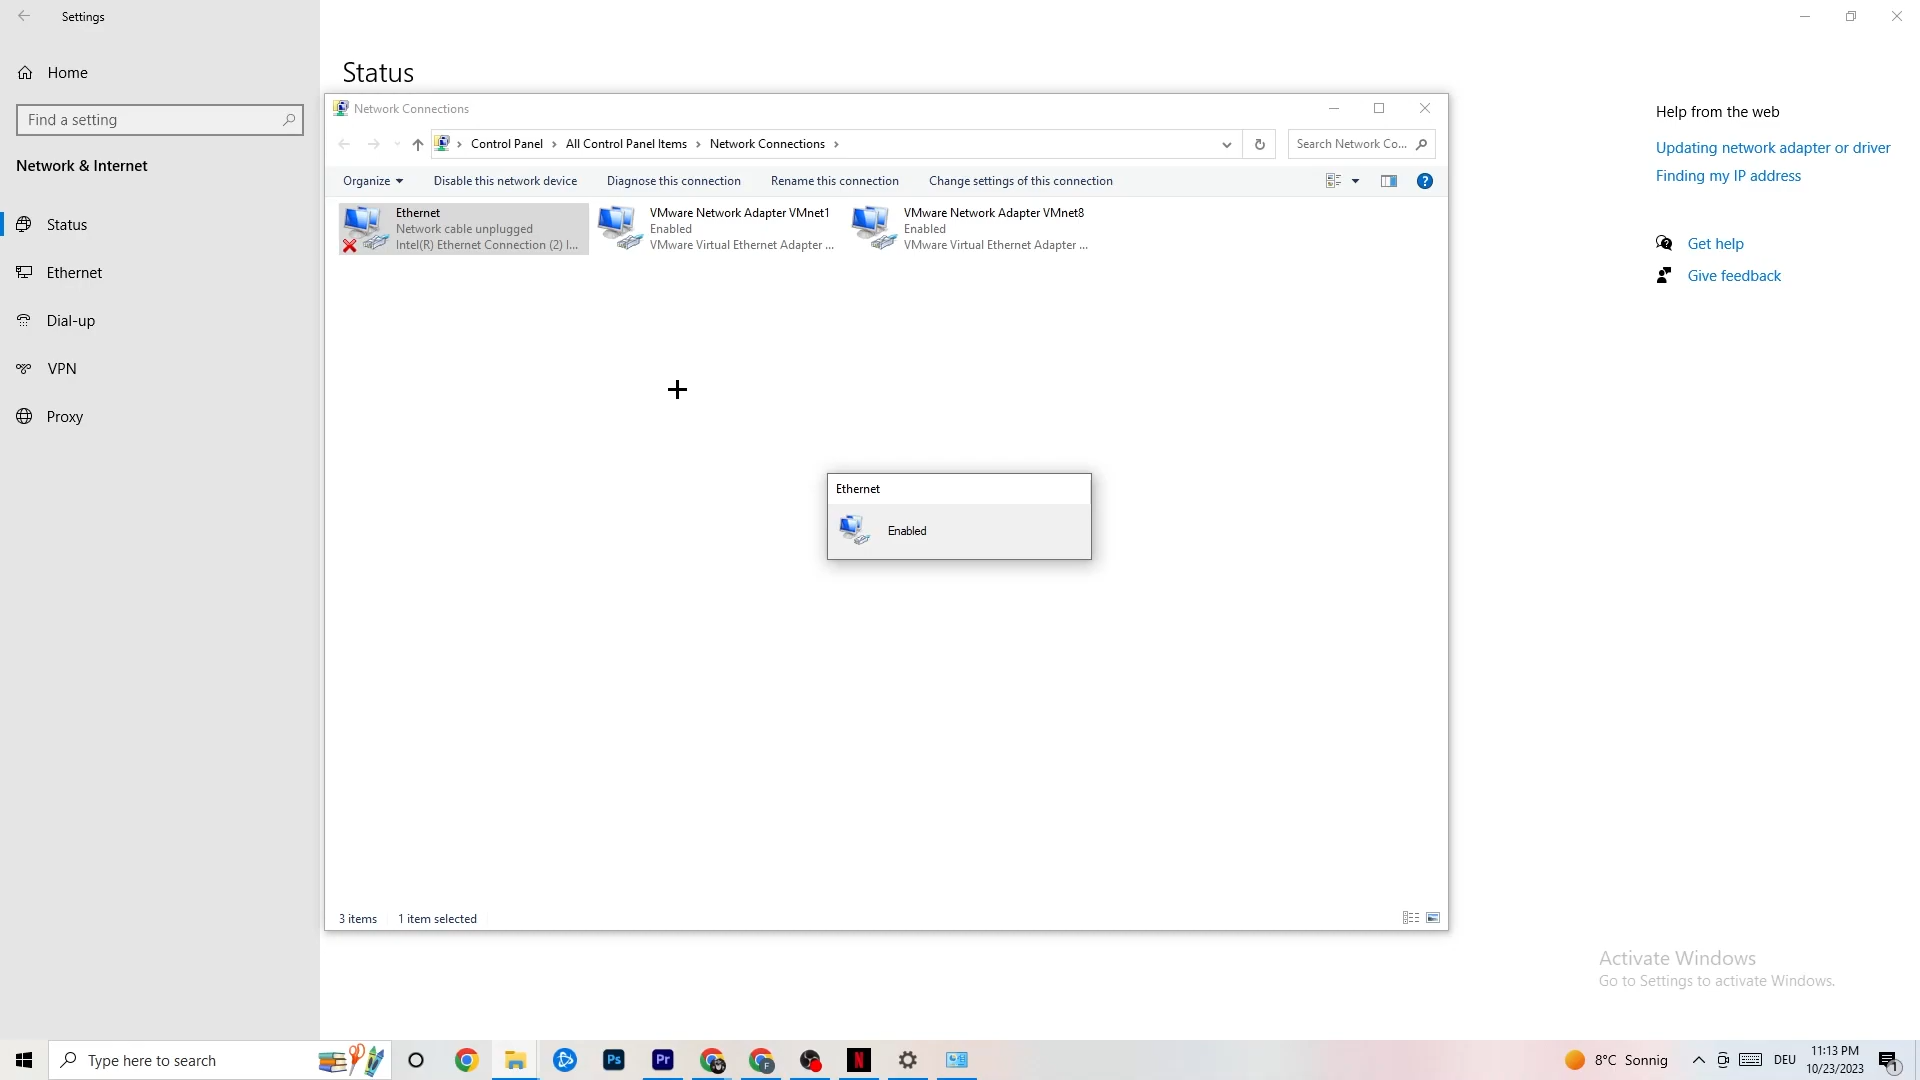 Settings
Home
Find a setting
Network & Internet
Status
Ethernet
Dial-up
VPN
Proxy
Status
Network Connections
Control Panel › All Control Panel Items › Network Connections ›
Search Network Co...
Organize
Disable this network device
Diagnose this connection
Rename this connection
Change settings of this connection
Ethernet
Network cable unplugged
Intel(R) Ethernet Connection (2) I...
VMware Network Adapter VMnet1
Enabled
VMware Virtual Ethernet Adapter ...
VMware Network Adapter VMnet8
Enabled
VMware Virtual Ethernet Adapter ...
Ethernet
Enabled
3 items
1 item selected
Help from the web
Updating network adapter or driver
Finding my IP address
Get help
Give feedback
Activate Windows
Go to Settings to activate Windows.
Type here to search
Ps
Pr
F
N
8°C Sonnig
DEU
11:13 PM
10/23/2023
1